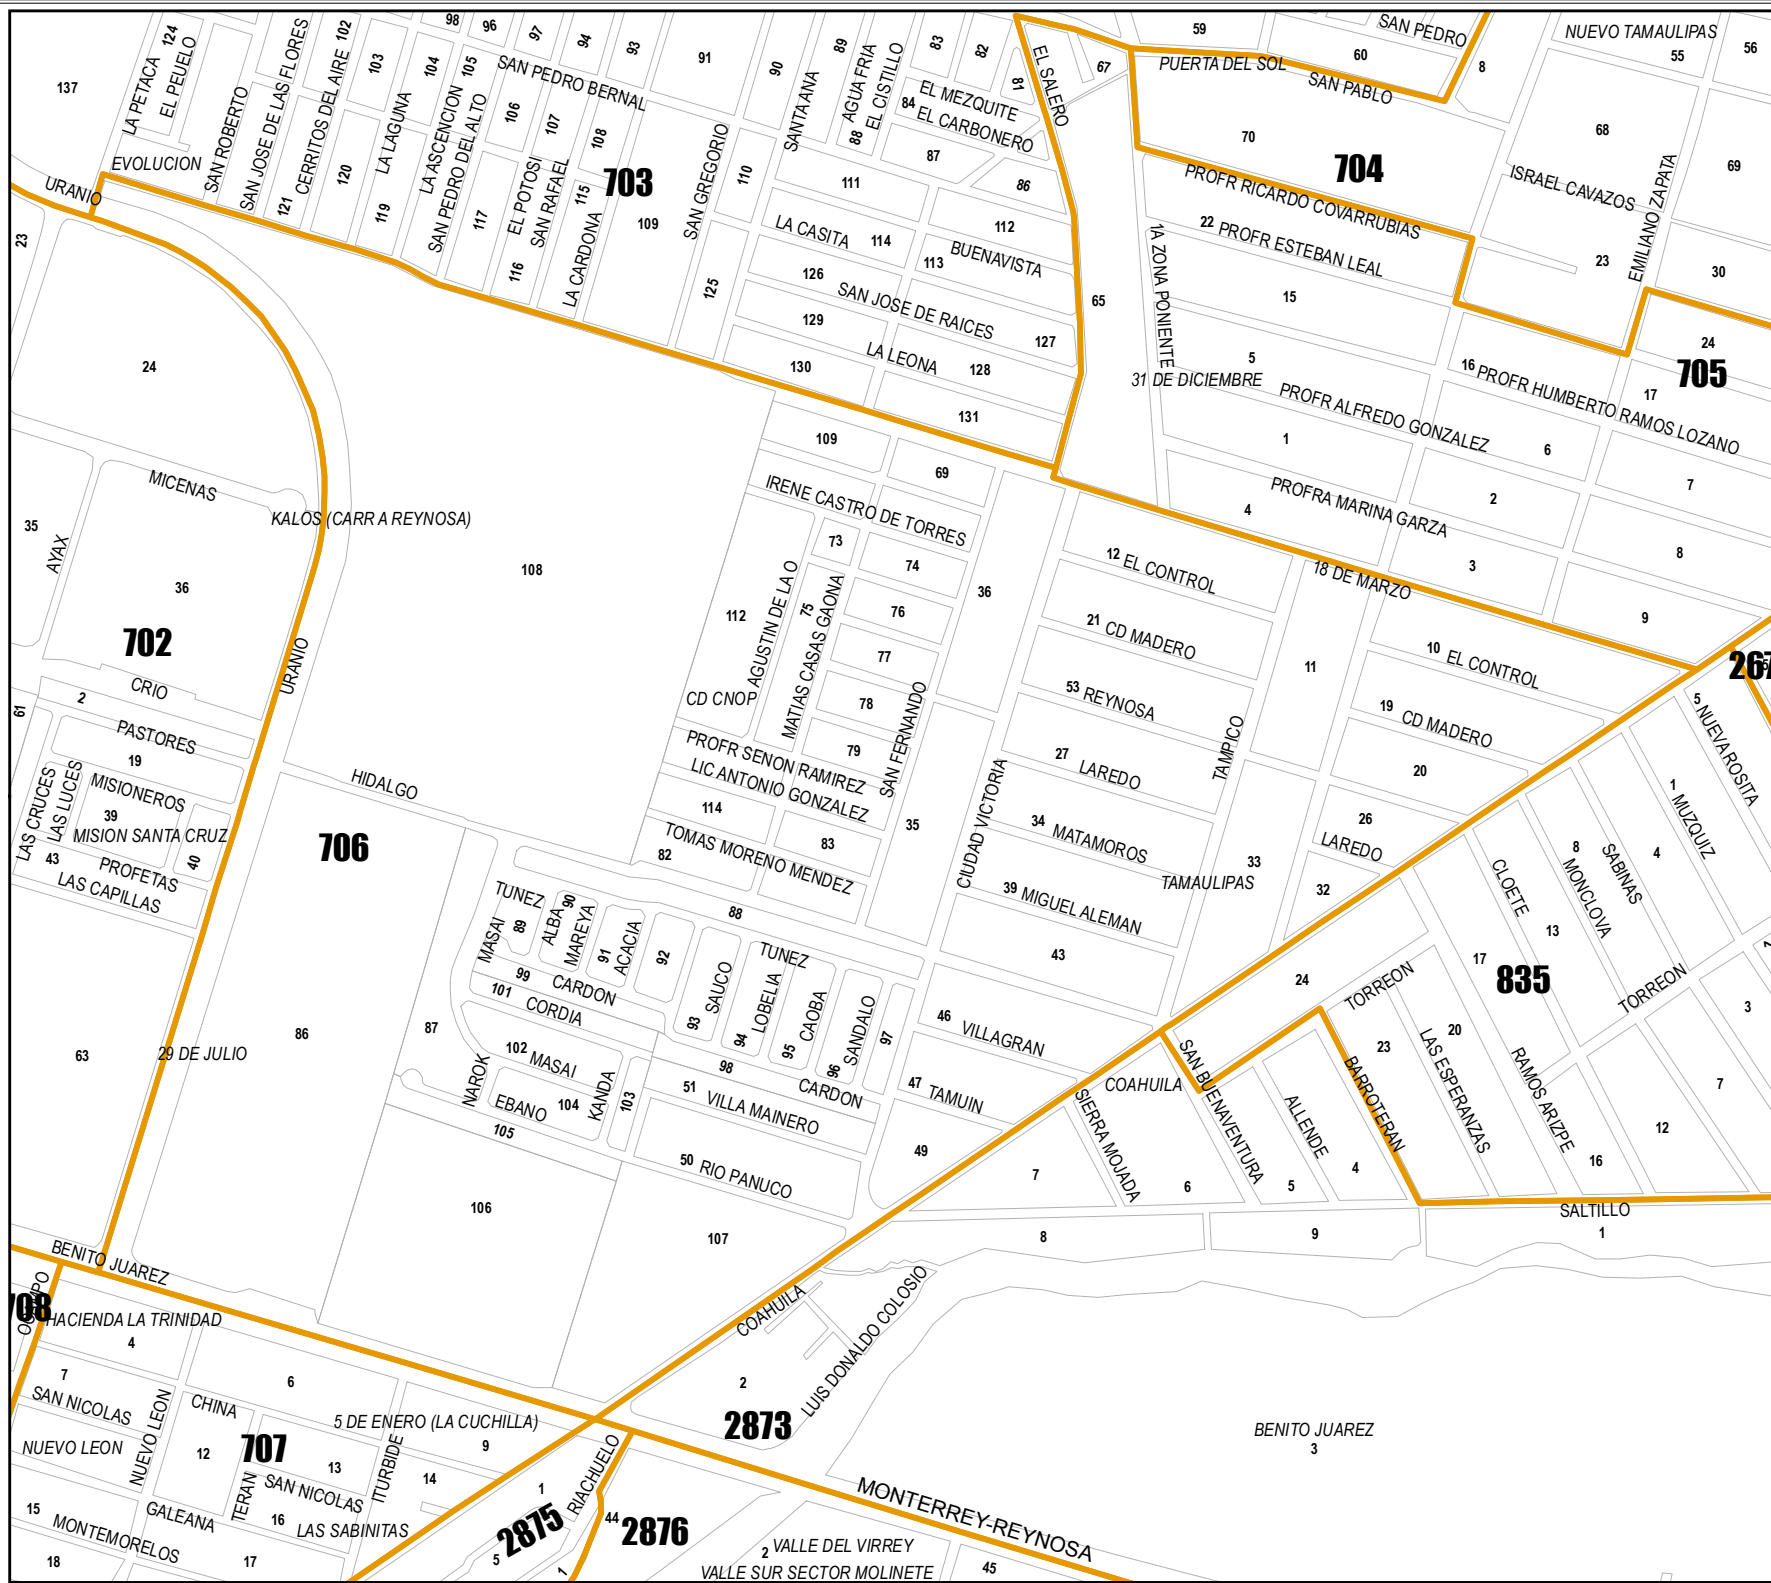 124
102
98
96
97
94
93
91
90
89
83
82
59
SAN PEDRO
60
8
NUEVO TAMAULIPAS
55
56
137
LA PETACA
EL PEUELO
SAN ROBERTO
SAN JOSE DE LAS FLORES
CERRITOS DEL AIRE
103
104
105
SAN PEDRO BERNAL
AGUA FRIA
EL CISTILLO
EL SALERO
81
67
PUERTA DEL SOL
SAN PABLO
EVOLUCION
URANIO
121
120
119
LA LAGUNA
LA ASCENCION
SAN PEDRO DEL ALTO
106
107
108
117
116
EL POTOSI
SAN RAFAEL
115
LA CARDONA
703
109
SAN GREGORIO
110
SANTA ANA
88
84
EL MEZQUITE
EL CARBONERO
87
86
111
112
LA CASITA
114
113
BUENAVISTA
125
126
SAN JOSE DE RAICES
129
127
LA LEONA
128
130
131
65
70
704
68
69
PROFR RICARDO COVARRUBIAS
ISRAEL CAVAZOS
EMILIANO ZAPATA
22 PROFR ESTEBAN LEAL
1A ZONA PONIENTE
15
23
30
24
705
5
31 DE DICIEMBRE
16 PROFR HUMBERTO RAMOS LOZANO
17
PROFR ALFREDO GONZALEZ
1
6
7
2
PROFRA MARINA GARZA
4
3
8
9
18 DE MARZO
23
24
MICENAS
KALOS (CARR A REYNOSA)
35
AYAX
36
702
CRIO
URANIO
61
2
PASTORES
19
MISIONEROS
LAS CRUCES
LAS LUCES
39
MISION SANTA CRUZ
43
PROFETAS
40
LAS CAPILLAS
63
29 DE JULIO
86
108
109
69
IRENE CASTRO DE TORRES
73
74
112
AGUSTIN DE LA O
75
MATIAS CASAS GAONA
76
77
78
79
CD CNOP
PROFR SENON RAMIREZ
LIC ANTONIO GONZALEZ
SAN FERNANDO
114
83
82
TOMAS MORENO MENDEZ
HIDALGO
706
36
35
12 EL CONTROL
21 CD MADERO
53 REYNOSA
27 LAREDO
34 MATAMOROS
TAMAULIPAS
39 MIGUEL ALEMAN
43
CIUDAD VICTORIA
TAMPICO
11
33
10 EL CONTROL
19 CD MADERO
20
26
LAREDO
32
5 NUEVA ROSITA
1 MUZQUIZ
4
SABINAS
8
MONCLOVA
CLOETE
13
17
835
TORREON
TORREON
24
3
7
12
16
20
23
LAS ESPERANZAS
RAMOS ARIZPE
BARROTERAN
SALTILLO
1
87
88
TUNEZ
MASAI
89
ALBA
90
MAREYA
91
ACACIA
92
TUNEZ
99
CARDON
101
CORDIA
93
SAUCO
94
LOBELIA
95
CAOBA
96
SANDALO
97
98
CARDON
102 MASAI
NAROK
EBANO
104
KANDA
103
105
106
107
51
VILLA MAINERO
50 RIO PANUCO
46
VILLAGRAN
47
TAMUIN
49
COAHUILA
SIERRA MOJADA
SAN BUENAVENTURA
ALLENDE
7
6
5
4
8
9
BENITO JUAREZ
OCAMPO
708
HACIENDA LA TRINIDAD
4
7
6
SAN NICOLAS
CHINA
NUEVO LEON
NUEVO LEON
5 DE ENERO (LA CUCHILLA)
12
707
13
9
14
TERAN
SAN NICOLAS
ITURBIDE
15
MONTEMORELOS
GALEANA
16
LAS SABINITAS
17
18
COAHUILA
LUIS DONALDO COLOSIO
2
2873
BENITO JUAREZ
3
1
RIACHUELO
2875
5
1
44
2876
MONTERREY-REYNOSA
2 VALLE DEL VIRREY
VALLE SUR SECTOR MOLINETE
45